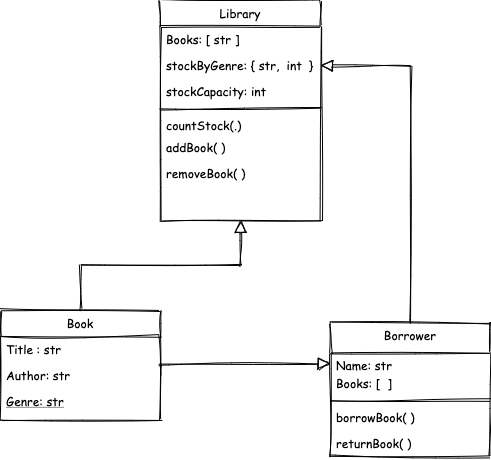 Library
Books: [ str ]
stockByGenre: { str, int }
stockCapacity: int
countStock(.)
addBook( )
removeBook( )
Book
Title : str
Author: str
Genre: str
Borrower
Name: str
Books: [ ]
borrowBook( )
returnBook( )